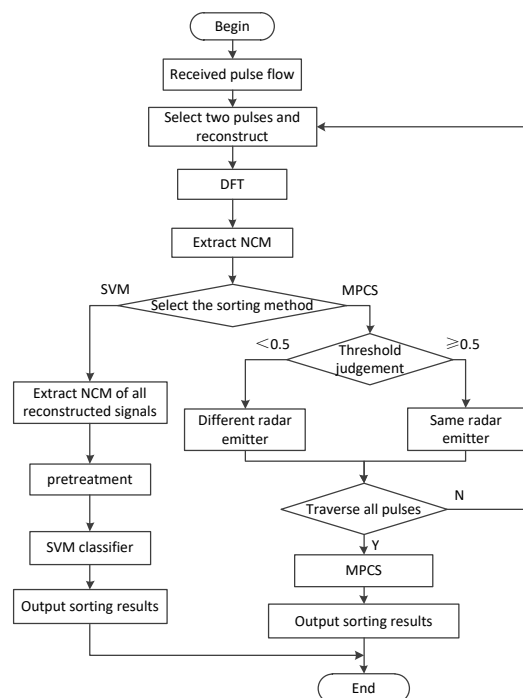 Begin
Received pulse flow
Select two pulses and
reconstruct
DFT
Extract NCM
SVM
MPCS
Select the sorting method
<0.5
≥0.5
Threshold
judgement
Extract NCM of all
reconstructed signals
Different radar
emitter
Same radar
emitter
pretreatment
Traverse all pulses
N
Y
SVM classifier
MPCS
Output sorting results
Output sorting results
End